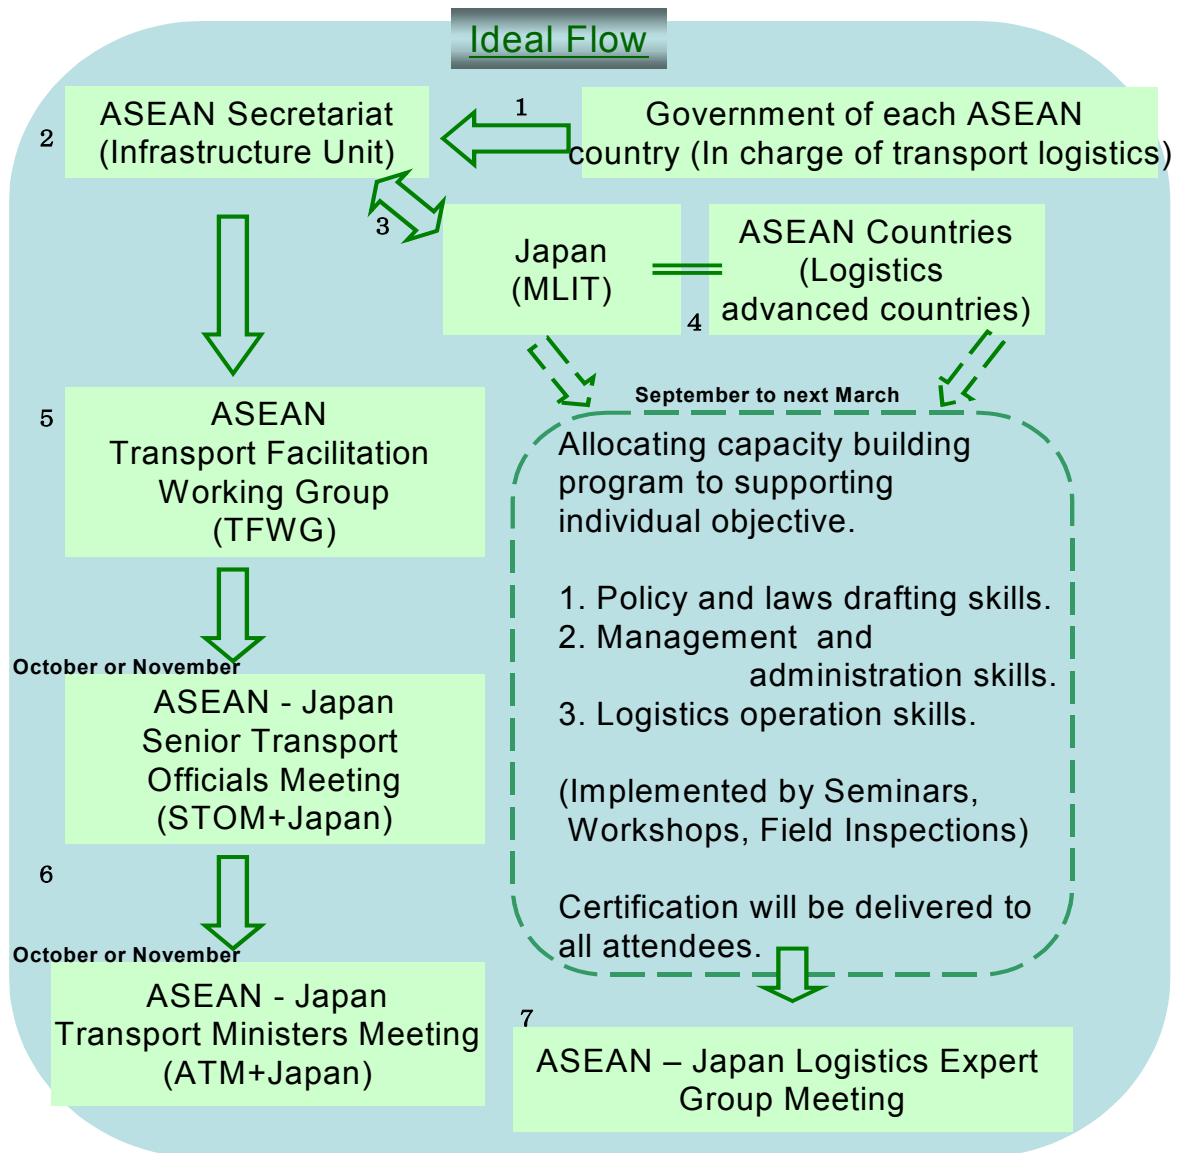 Ideal Flow
1
2
ASEAN Secretariat
(Infrastructure Unit)
Government of each ASEAN
country (In charge of transport logistics)
3
Japan
(MLIT)
ASEAN Countries
(Logistics
advanced countries)
4
5
ASEAN
Transport Facilitation
Working Group
(TFWG)
September to next March
Allocating capacity building
program to supporting
individual objective.
1. Policy and laws drafting skills.
2. Management and
administration skills.
3. Logistics operation skills.
(Implemented by Seminars,
Workshops, Field Inspections)
Certification will be delivered to
all attendees.
October or November
ASEAN - Japan
Senior Transport
Officials Meeting
(STOM+Japan)
6
October or November
ASEAN - Japan
Transport Ministers Meeting
(ATM+Japan)
7
ASEAN – Japan Logistics Expert
Group Meeting